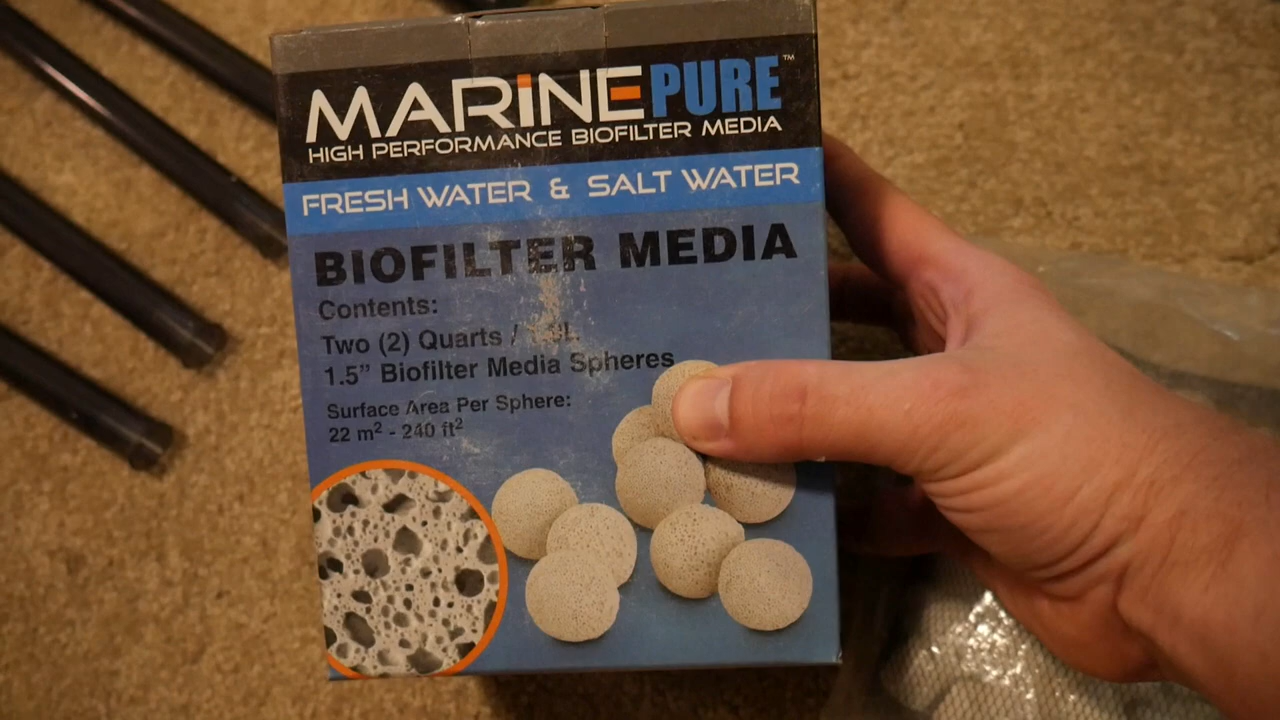 MARINEPURE™
HIGH PERFORMANCE BIOFILTER MEDIA
FRESH WATER & SALT WATER
BIOFILTER MEDIA
Contents:
Two (2) Quarts / L.
1.5” Biofilter Media Spheres
Surface Area Per Sphere:
22 m² - 240 ft²